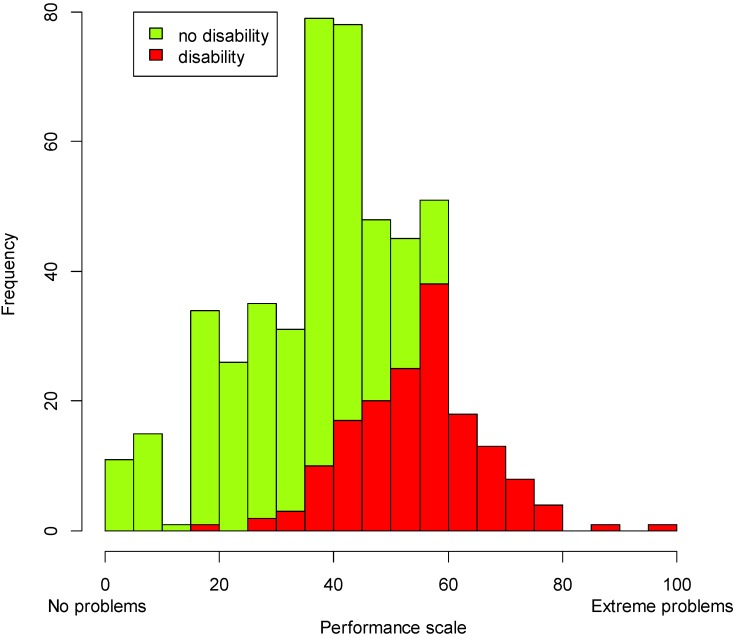 80
60
40
20
0
Frequency
no disability
disability
0 20 40 60 80 100
No problems Extreme problems
Performance scale